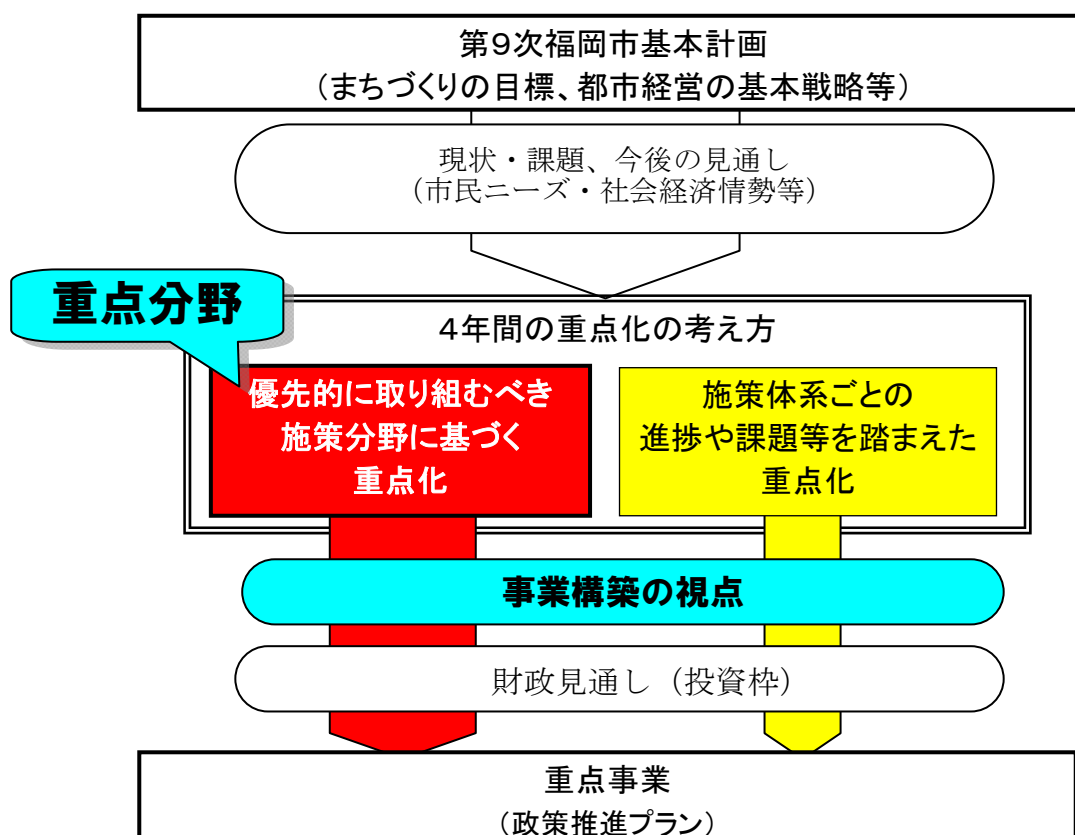 第９次福岡市基本計画
（まちづくりの目標、都市経営の基本戦略等）
現状・課題、今後の見通し
（市民ニーズ・社会経済情勢等）
重点分野
４年間の重点化の考え方
優先的に取り組むべき
施策分野に基づく
重点化
施策体系ごとの
進捗や課題等を踏まえた
重点化
事業構築の視点
財政見通し（投資枠）
重点事業
（政策推進プラン）